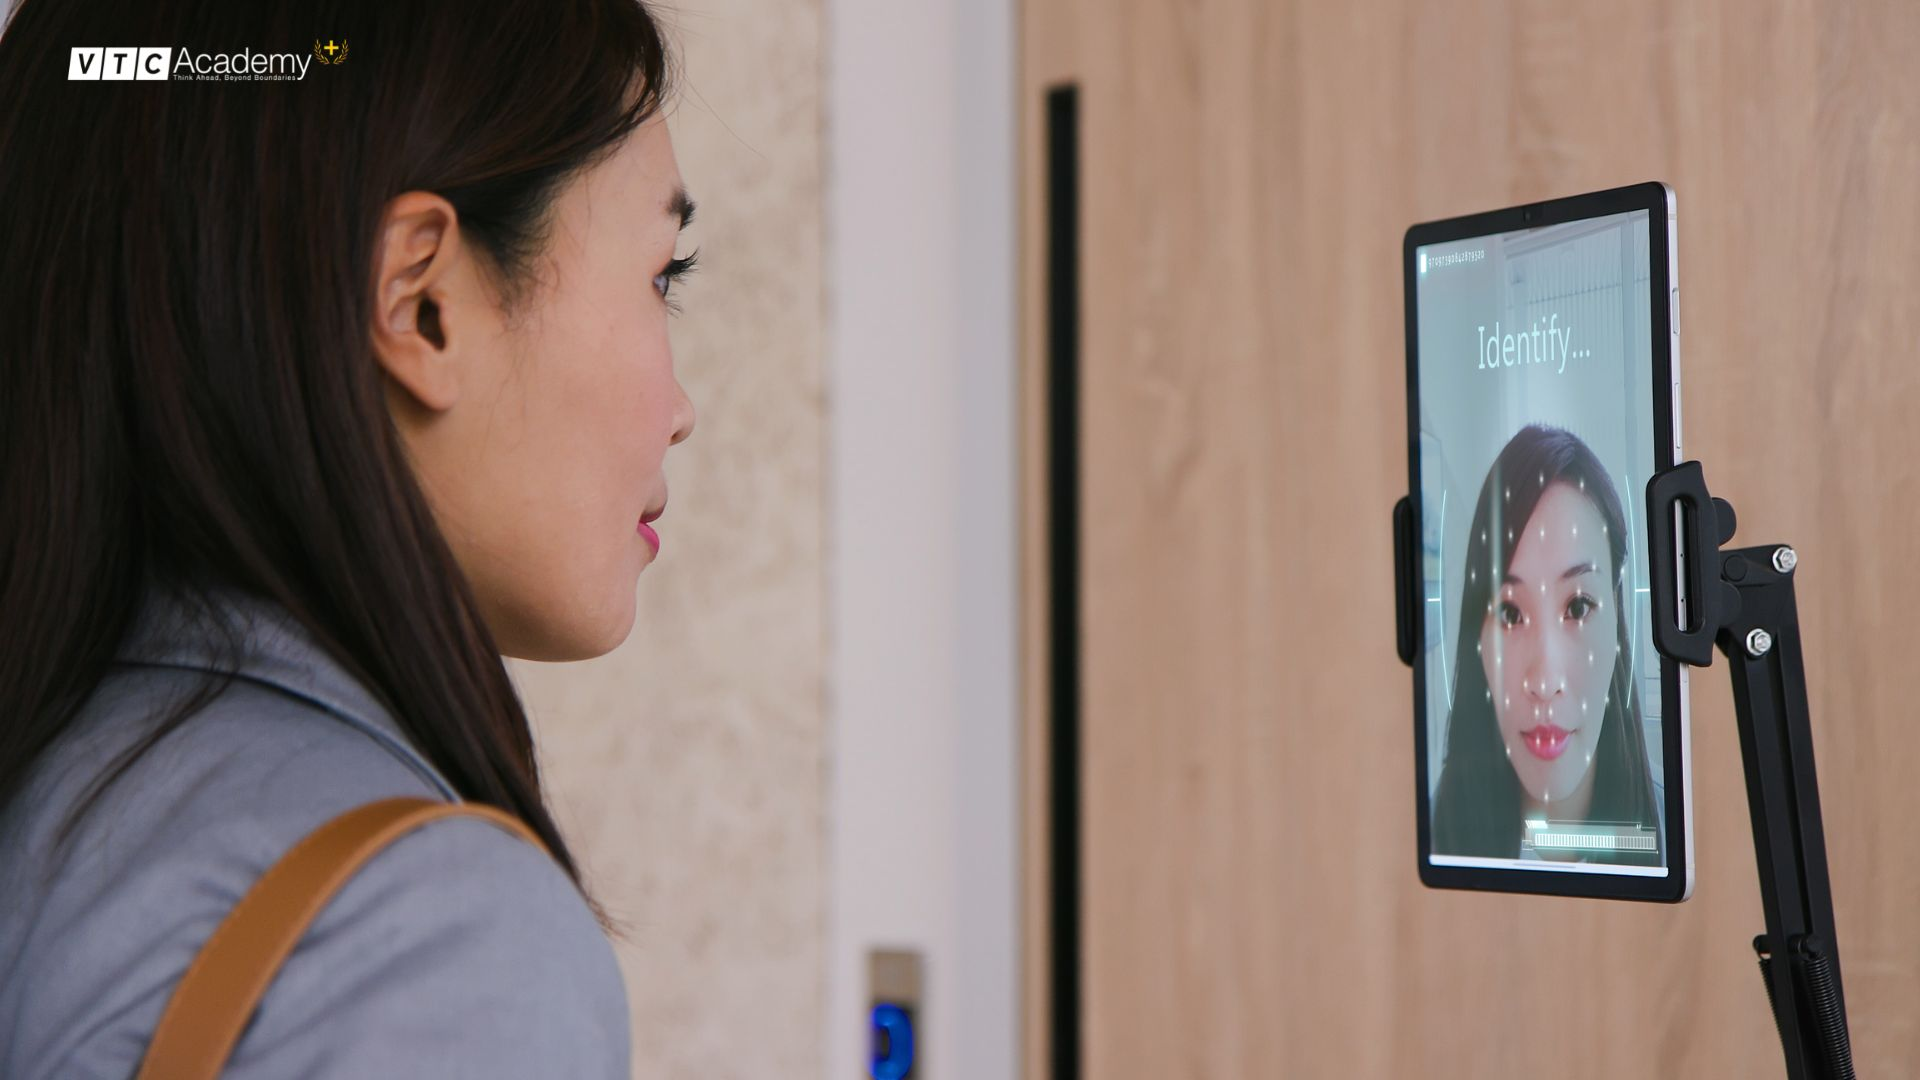 VTC Academy+
Think Ahead, Beyond Boundaries
Identify...